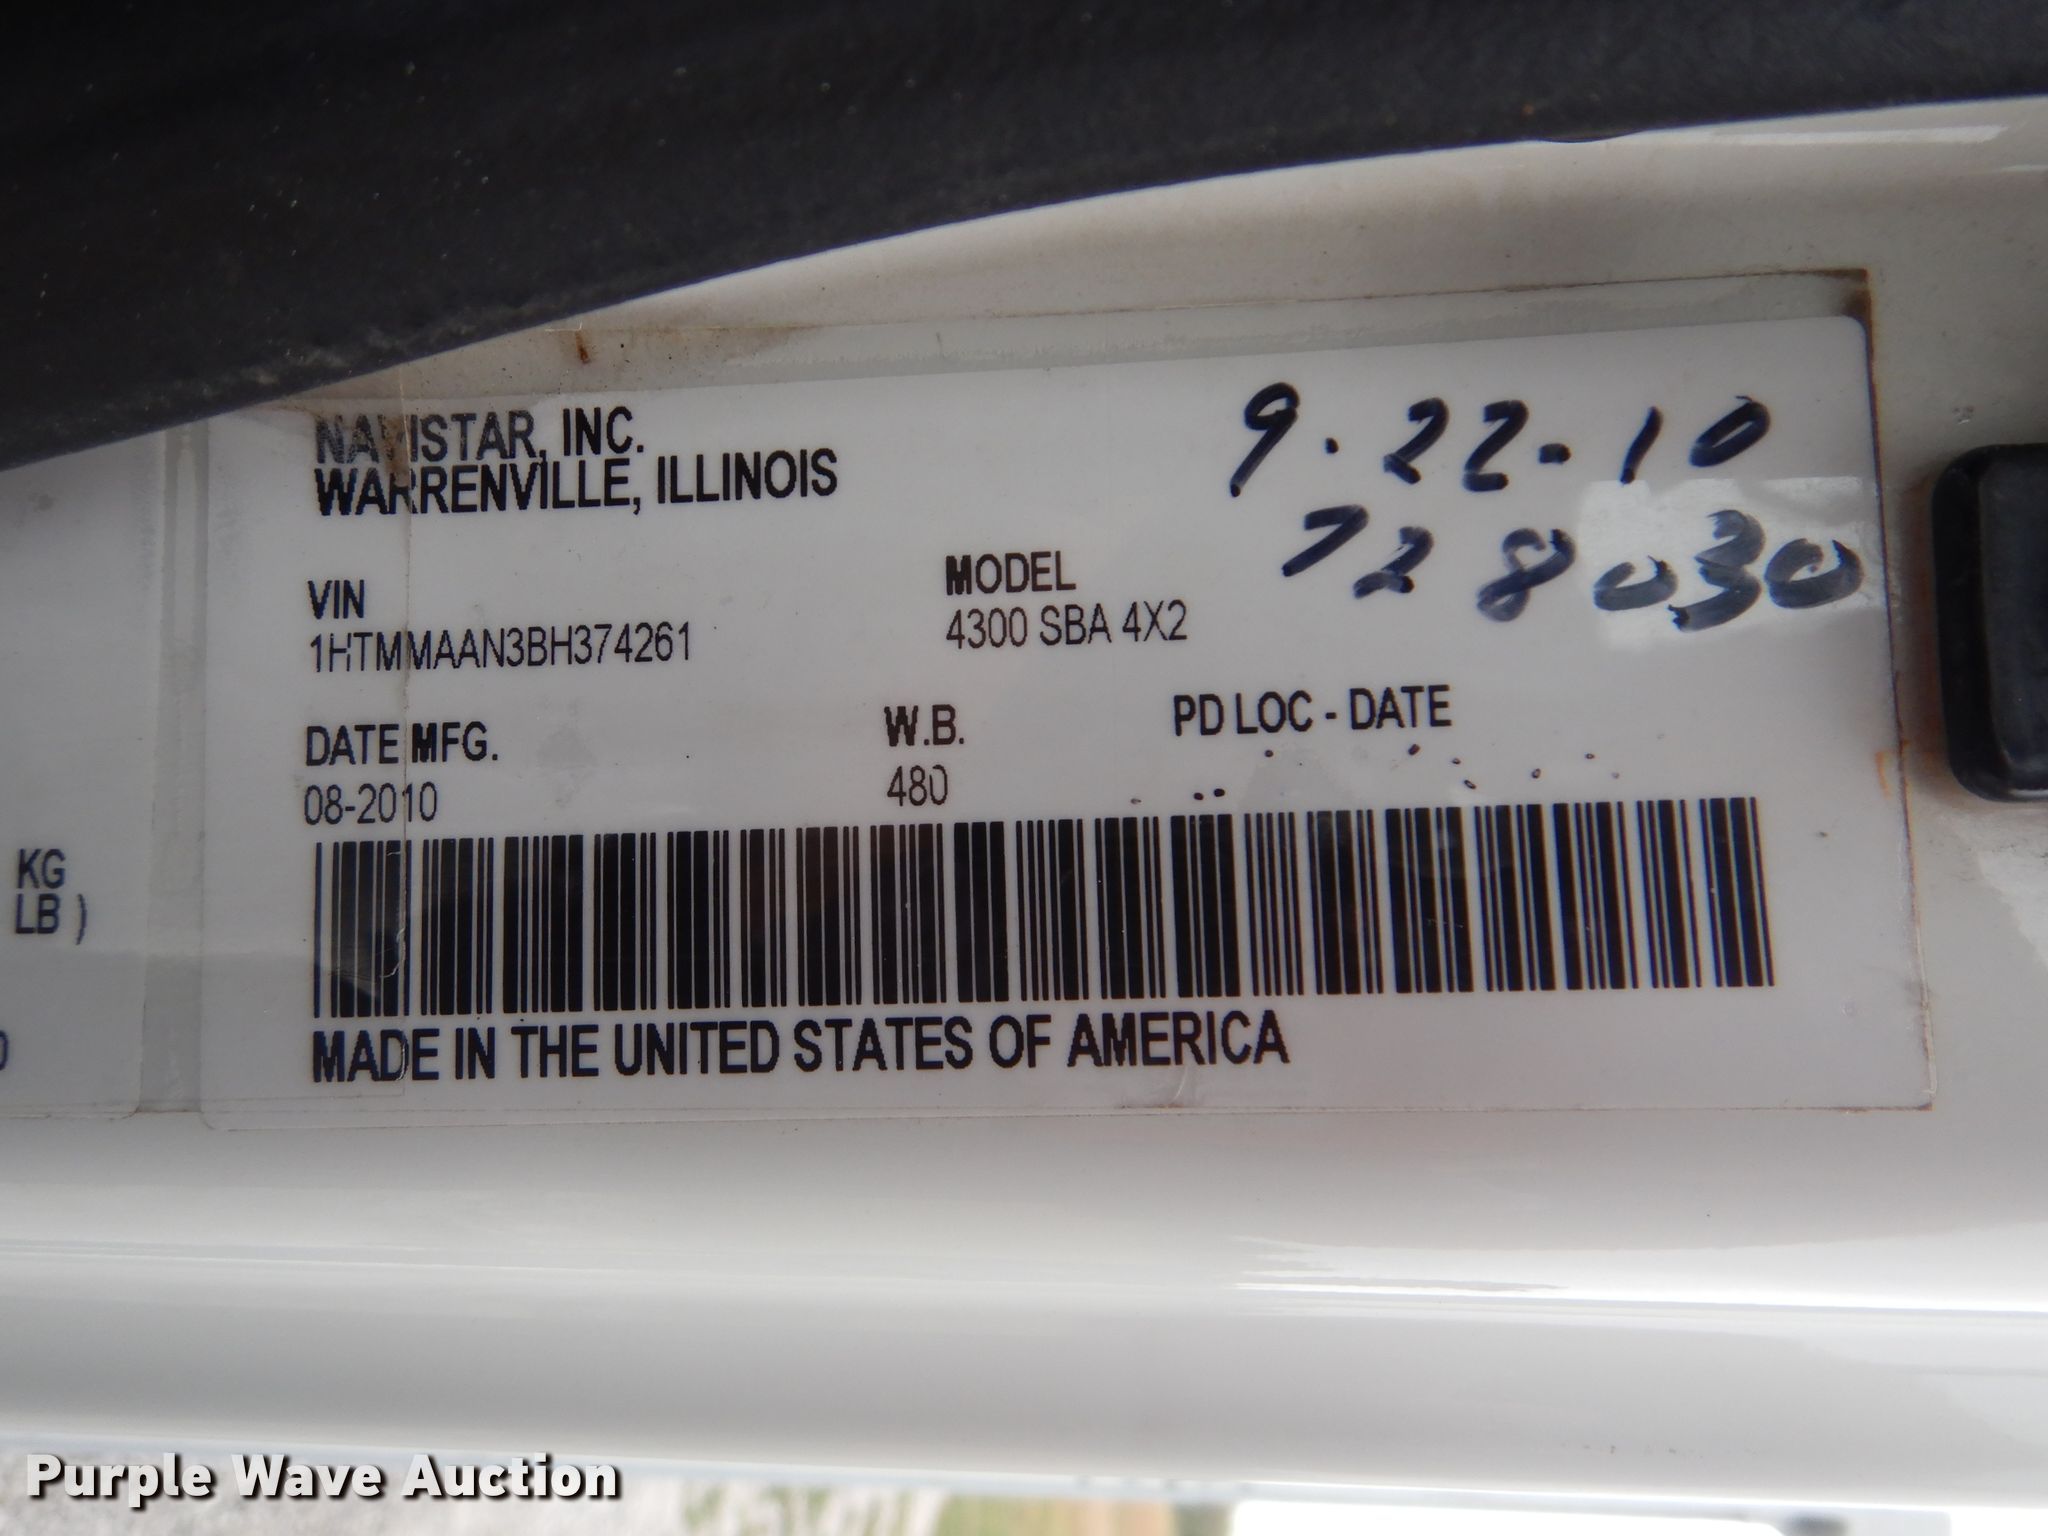 NAVISTAR, INC.
WARRENVILLE, ILLINOIS
9.22-10
728030
VIN
1HTMMAAN3BH374261
MODEL
4300 SBA 4X2
DATE MFG.
08-2010
W.B.
480
PD LOC - DATE
KG
LB )
0
MADE IN THE UNITED STATES OF AMERICA
Purple Wave Auction